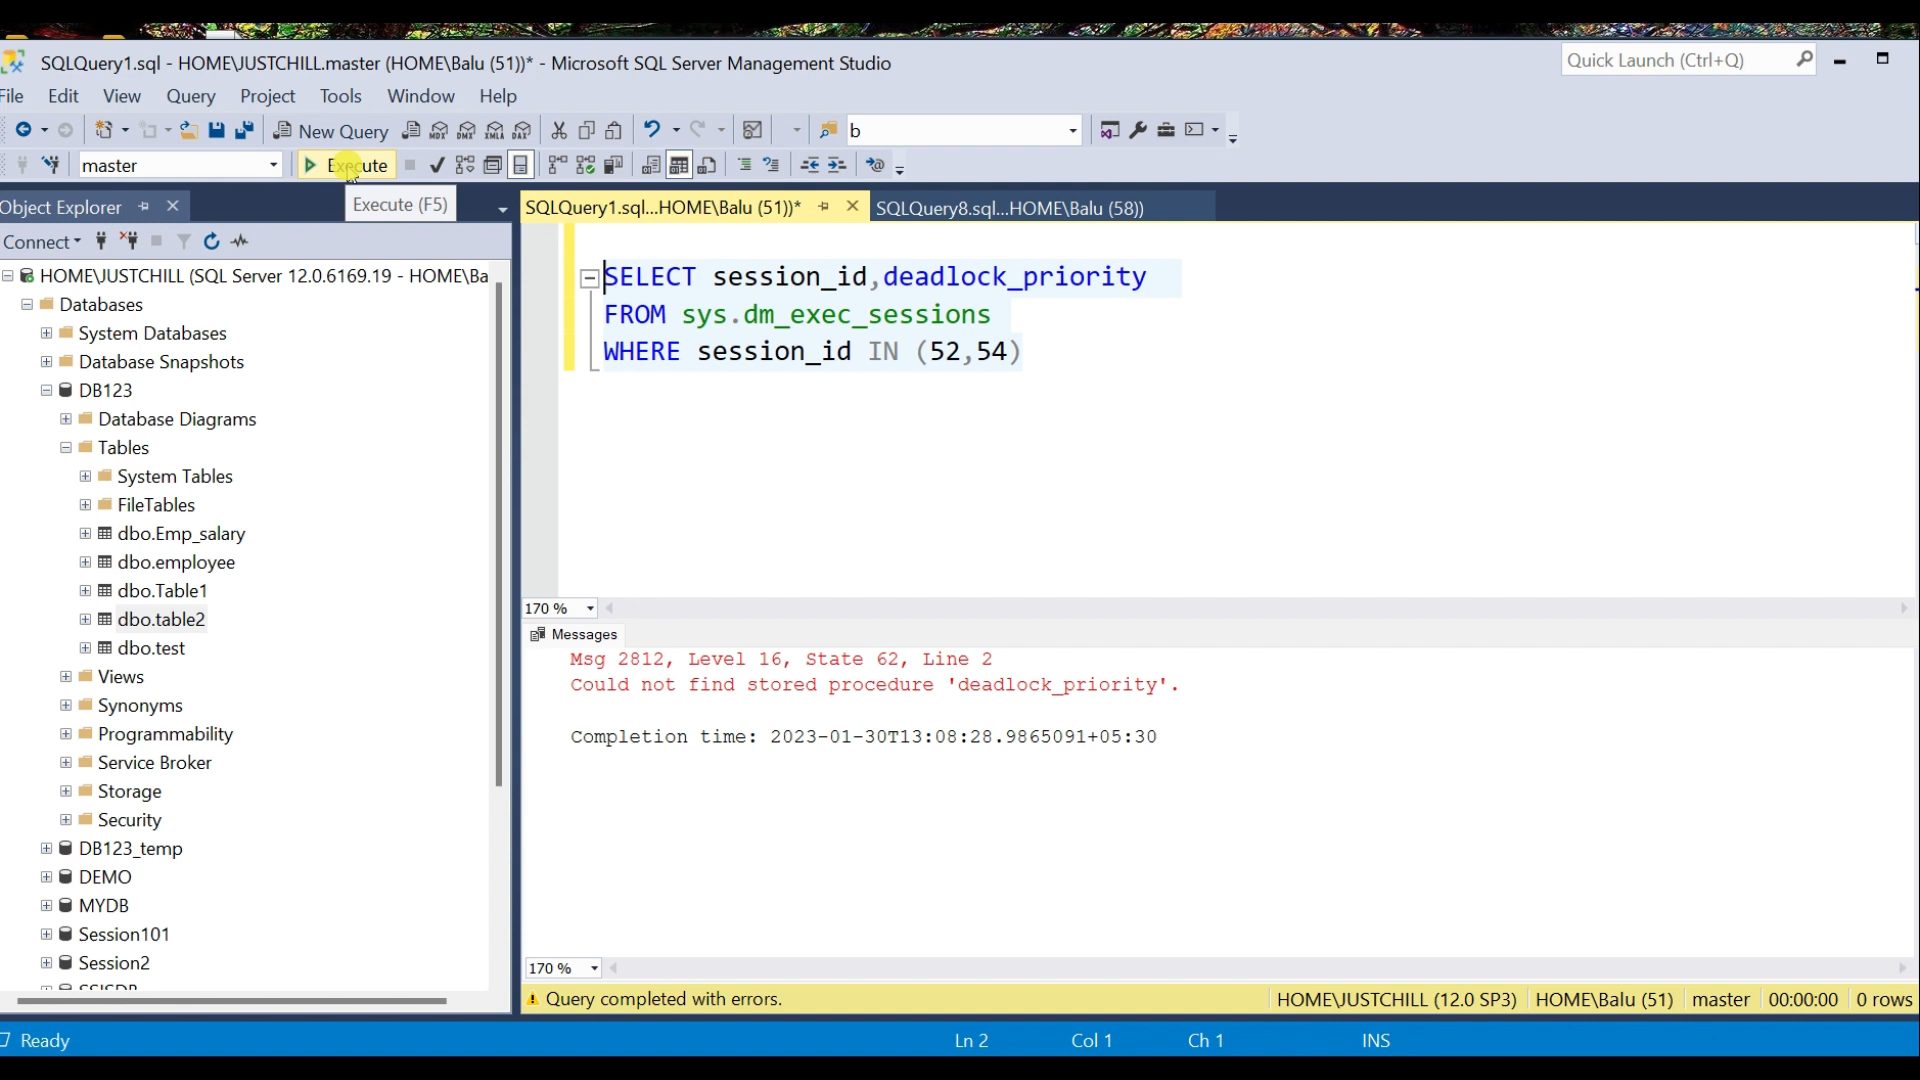 SQLQuery1.sql - HOME\JUSTCHILL.master (HOME\Balu (51))* - Microsoft SQL Server Management Studio
Quick Launch (Ctrl+Q)
File Edit View Query Project Tools Window Help
New Query
MDX DMX XMLA DAX
b
master
Execute
Execute (F5)
Object Explorer
SQLQuery1.sql...HOME\Balu (51))*
SQLQuery8.sql...HOME\Balu (58))
Connect
HOME\JUSTCHILL (SQL Server 12.0.6169.19 - HOME\Ba
Databases
System Databases
Database Snapshots
DB123
Database Diagrams
Tables
System Tables
FileTables
dbo.Emp_salary
dbo.employee
dbo.Table1
dbo.table2
dbo.test
Views
Synonyms
Programmability
Service Broker
Storage
Security
DB123_temp
DEMO
MYDB
Session101
Session2
SELECT session_id,deadlock_priority
FROM sys.dm_exec_sessions
WHERE session_id IN (52,54)
170 %
Messages
Msg 2812, Level 16, State 62, Line 2
Could not find stored procedure 'deadlock_priority'.
Completion time: 2023-01-30T13:08:28.9865091+05:30
170 %
Query completed with errors.
HOME\JUSTCHILL (12.0 SP3) HOME\Balu (51) master 00:00:00 0 rows
Ready
Ln 2 Col 1 Ch 1 INS